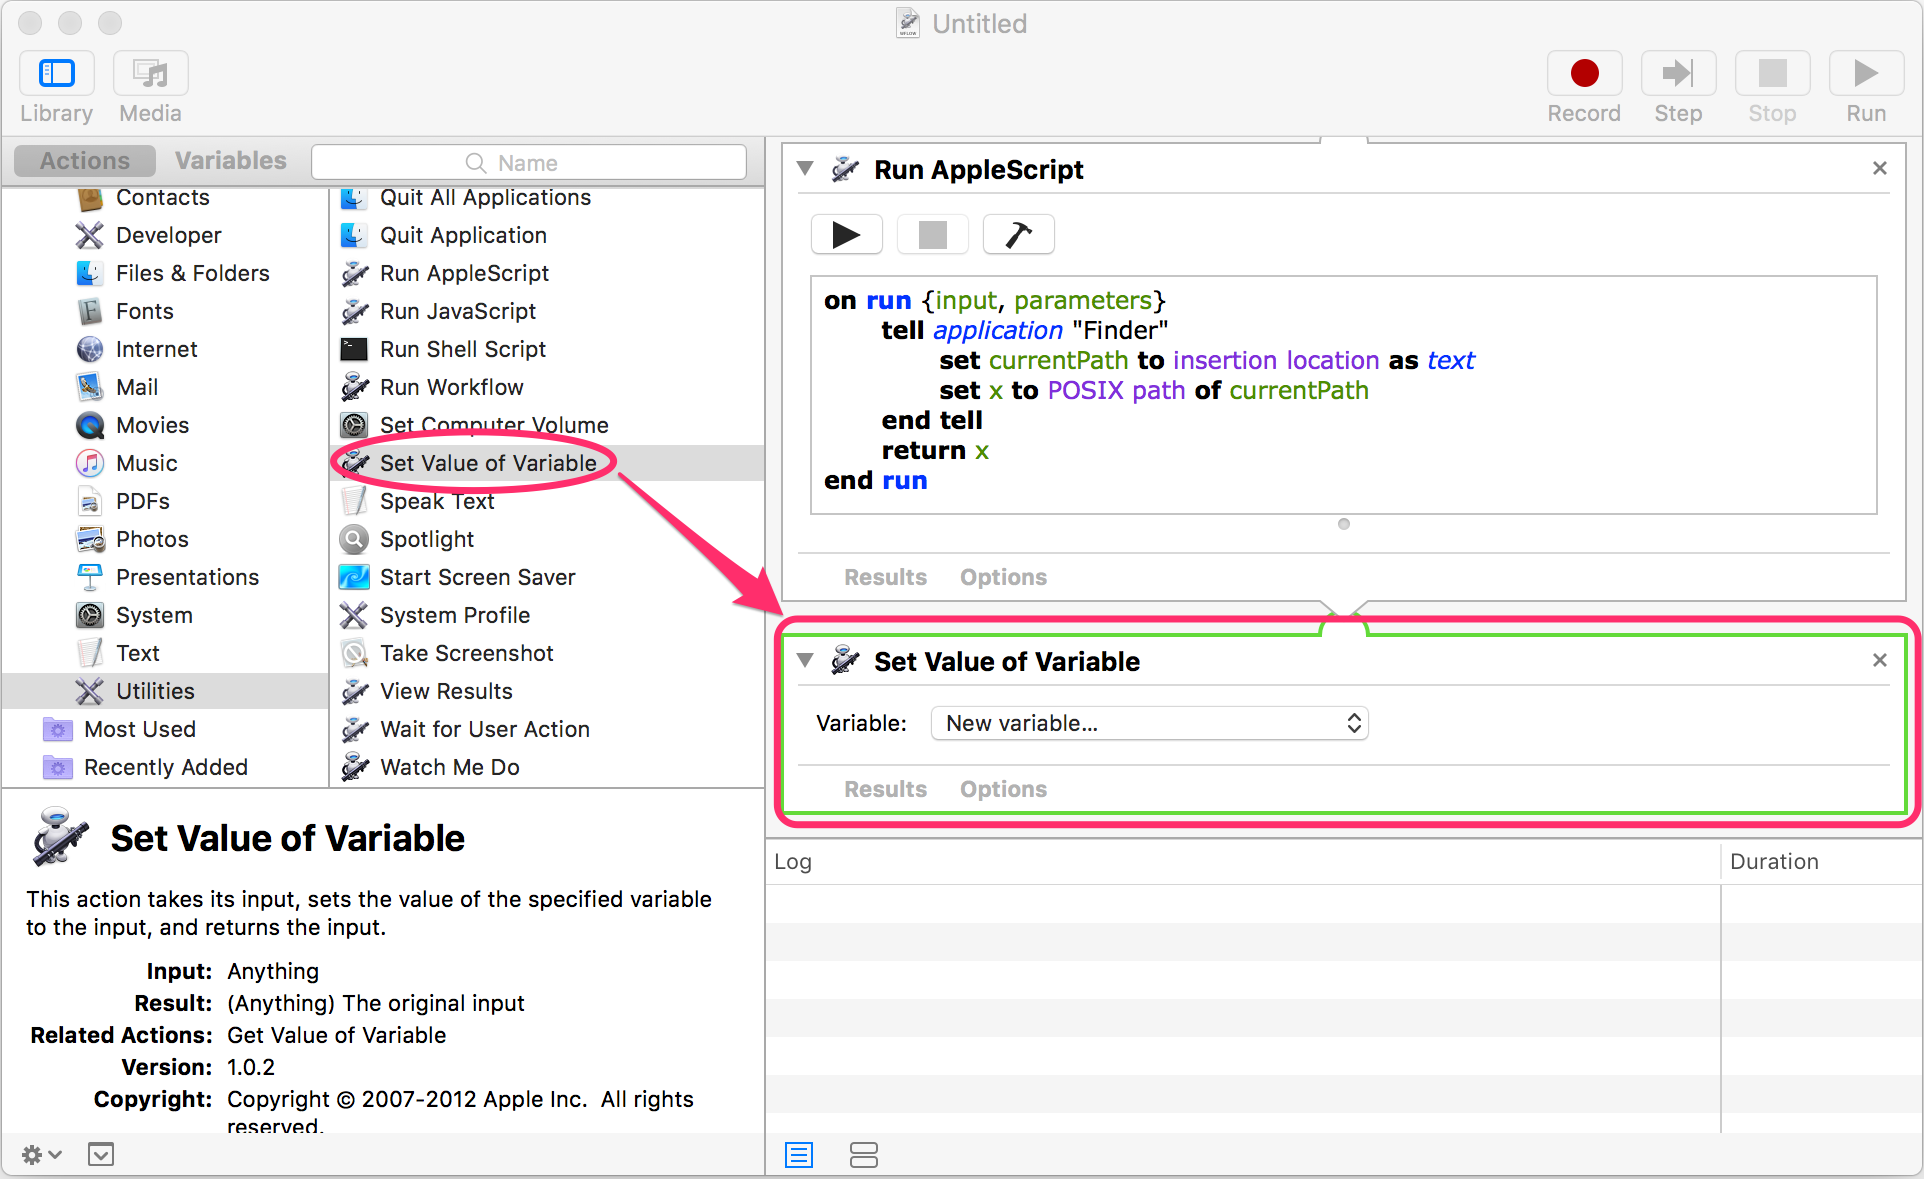 Untitled
Library
Media
Record
Step
Stop
Run
Actions
Variables
Name
Contacts
Developer
Files & Folders
Fonts
Internet
Mail
Movies
Music
PDFs
Photos
Presentations
System
Text
Utilities
Most Used
Recently Added
Quit All Applications
Quit Application
Run AppleScript
Run JavaScript
Run Shell Script
Run Workflow
Set Computer Volume
Set Value of Variable
Speak Text
Spotlight
Start Screen Saver
System Profile
Take Screenshot
View Results
Wait for User Action
Watch Me Do
Set Value of Variable
This action takes its input, sets the value of the specified variable
to the input, and returns the input.
Input: Anything
Result: (Anything) The original input
Related Actions: Get Value of Variable
Version: 1.0.2
Copyright: Copyright © 2007-2012 Apple Inc.  All rights
reserved.
Run AppleScript
on run {input, parameters}
tell application "Finder"
set currentPath to insertion location as text
set x to POSIX path of currentPath
end tell
return x
end run
Results
Options
Set Value of Variable
Variable: New variable...
Results
Options
Log
Duration